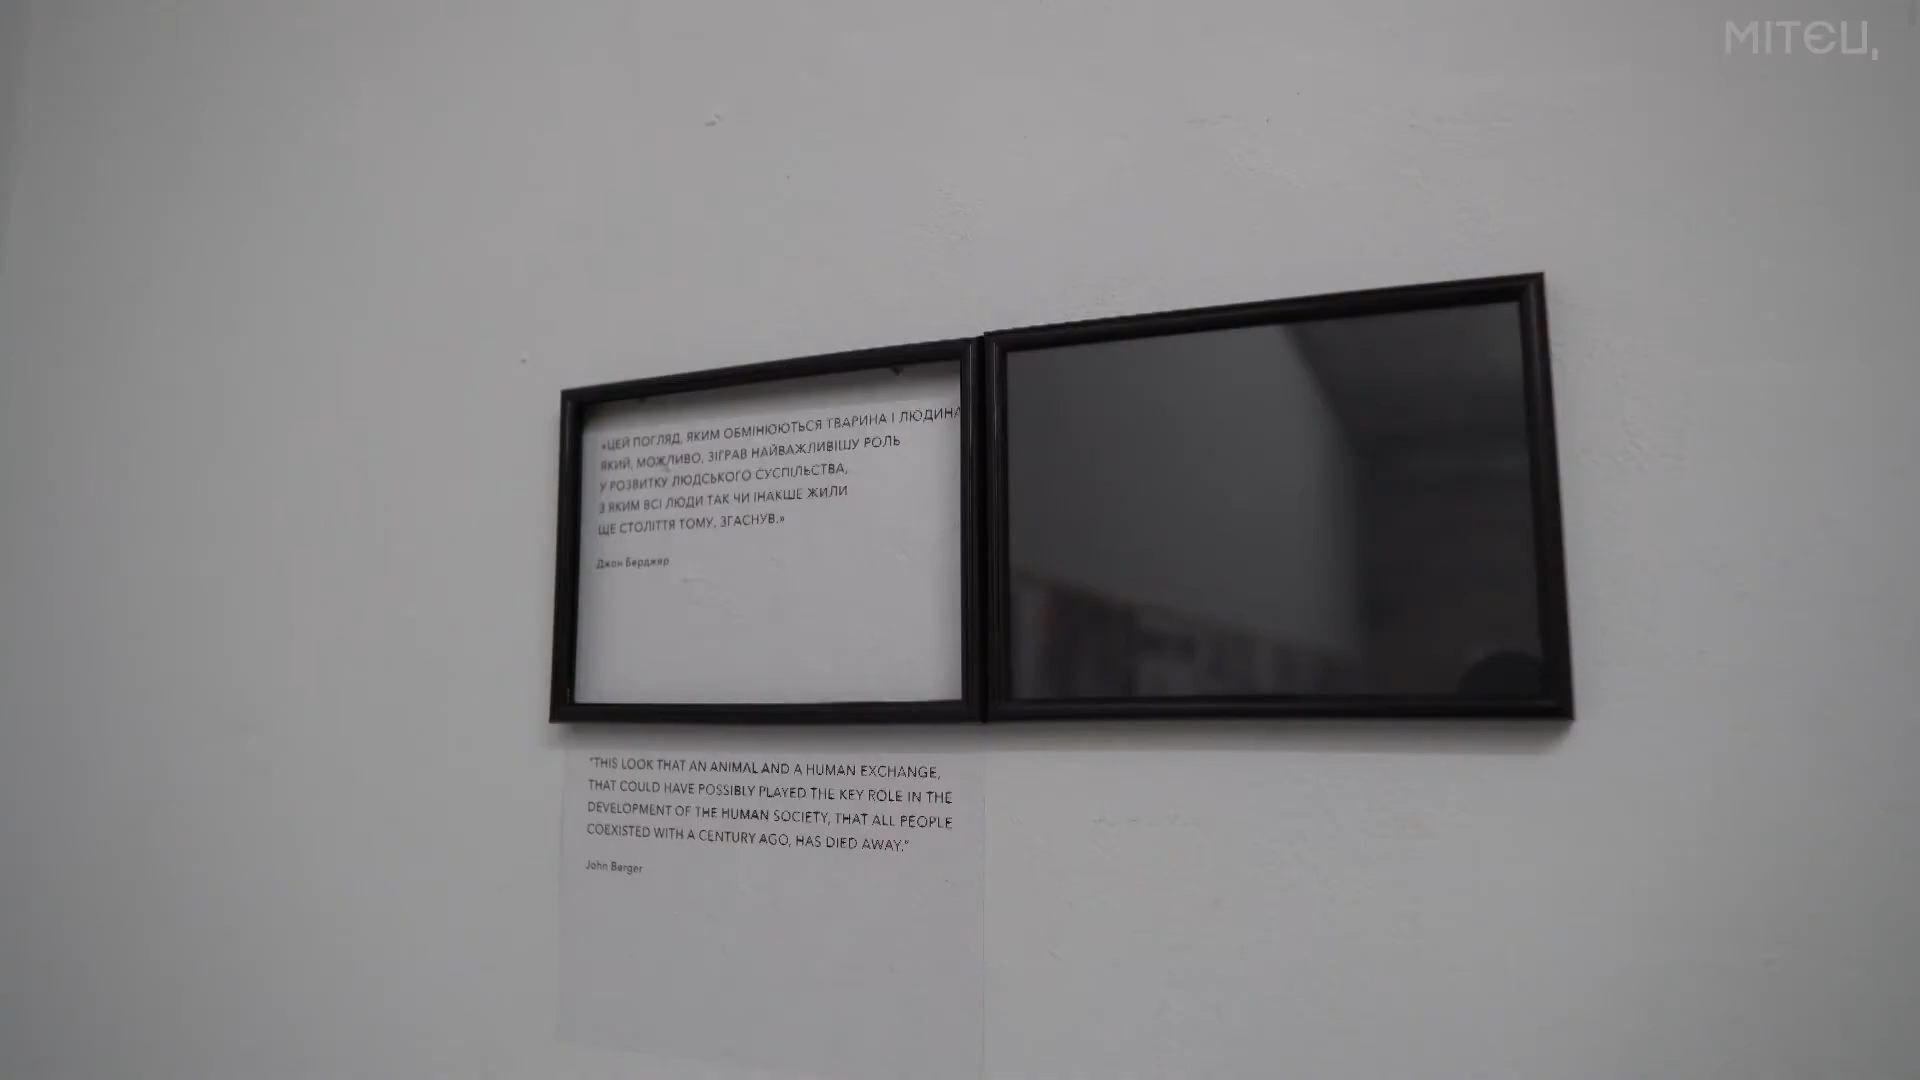 МІТЄЦ,
«ЦЕЙ ПОГЛЯД, ЯКИМ ОБМІНЮЮТЬСЯ ТВАРИНА І ЛЮДИНА
ЯКИЙ, МОЖЛИВО, ЗІГРАВ НАЙВАЖЛИВІШУ РОЛЬ
У РОЗВИТКУ ЛЮДСЬКОГО СУСПІЛЬСТВА,
З ЯКИМ ВСІ ЛЮДИ ТАК ЧИ ІНАКШЕ ЖИЛИ
ЩЕ СТОЛІТТЯ ТОМУ, ЗГАСНУВ.»
Джон Берджер
"THIS LOOK THAT AN ANIMAL AND A HUMAN EXCHANGE,
THAT COULD HAVE POSSIBLY PLAYED THE KEY ROLE IN THE
DEVELOPMENT OF THE HUMAN SOCIETY, THAT ALL PEOPLE
COEXISTED WITH A CENTURY AGO, HAS DIED AWAY."
John Berger